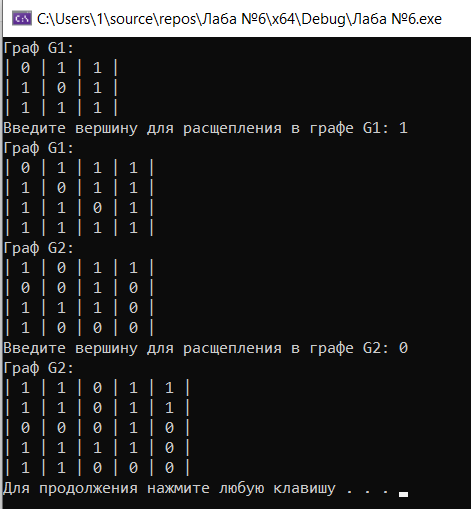 C:\Users\1\source\repos\Лаба №6\x64\Debug\Лаба №6.exe
Граф G1:
| 0 | 1 | 1 |
| 1 | 0 | 1 |
| 1 | 1 | 1 |
Введите вершину для расщепления в графе G1: 1
Граф G1:
| 0 | 1 | 1 | 1 |
| 1 | 0 | 1 | 1 |
| 1 | 1 | 0 | 1 |
| 1 | 1 | 1 | 1 |
Граф G2:
| 1 | 0 | 1 | 1 |
| 0 | 0 | 1 | 0 |
| 1 | 1 | 1 | 0 |
| 1 | 0 | 0 | 0 |
Введите вершину для расщепления в графе G2: 0
Граф G2:
| 1 | 1 | 0 | 1 | 1 |
| 1 | 1 | 0 | 1 | 1 |
| 0 | 0 | 0 | 1 | 0 |
| 1 | 1 | 1 | 1 | 0 |
| 1 | 1 | 0 | 0 | 0 |
Для продолжения нажмите любую клавишу . . .